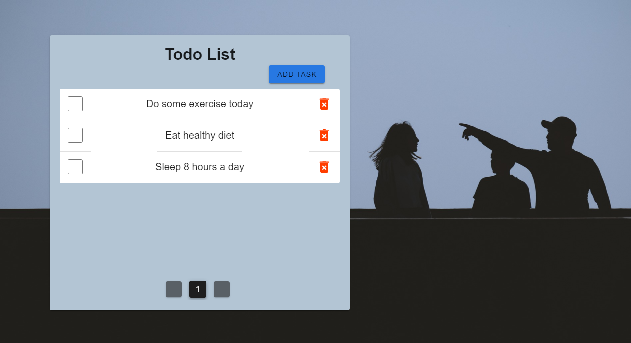 Todo List
ADD TASK
Do some exercise today
Eat healthy diet
Sleep 8 hours a day
1